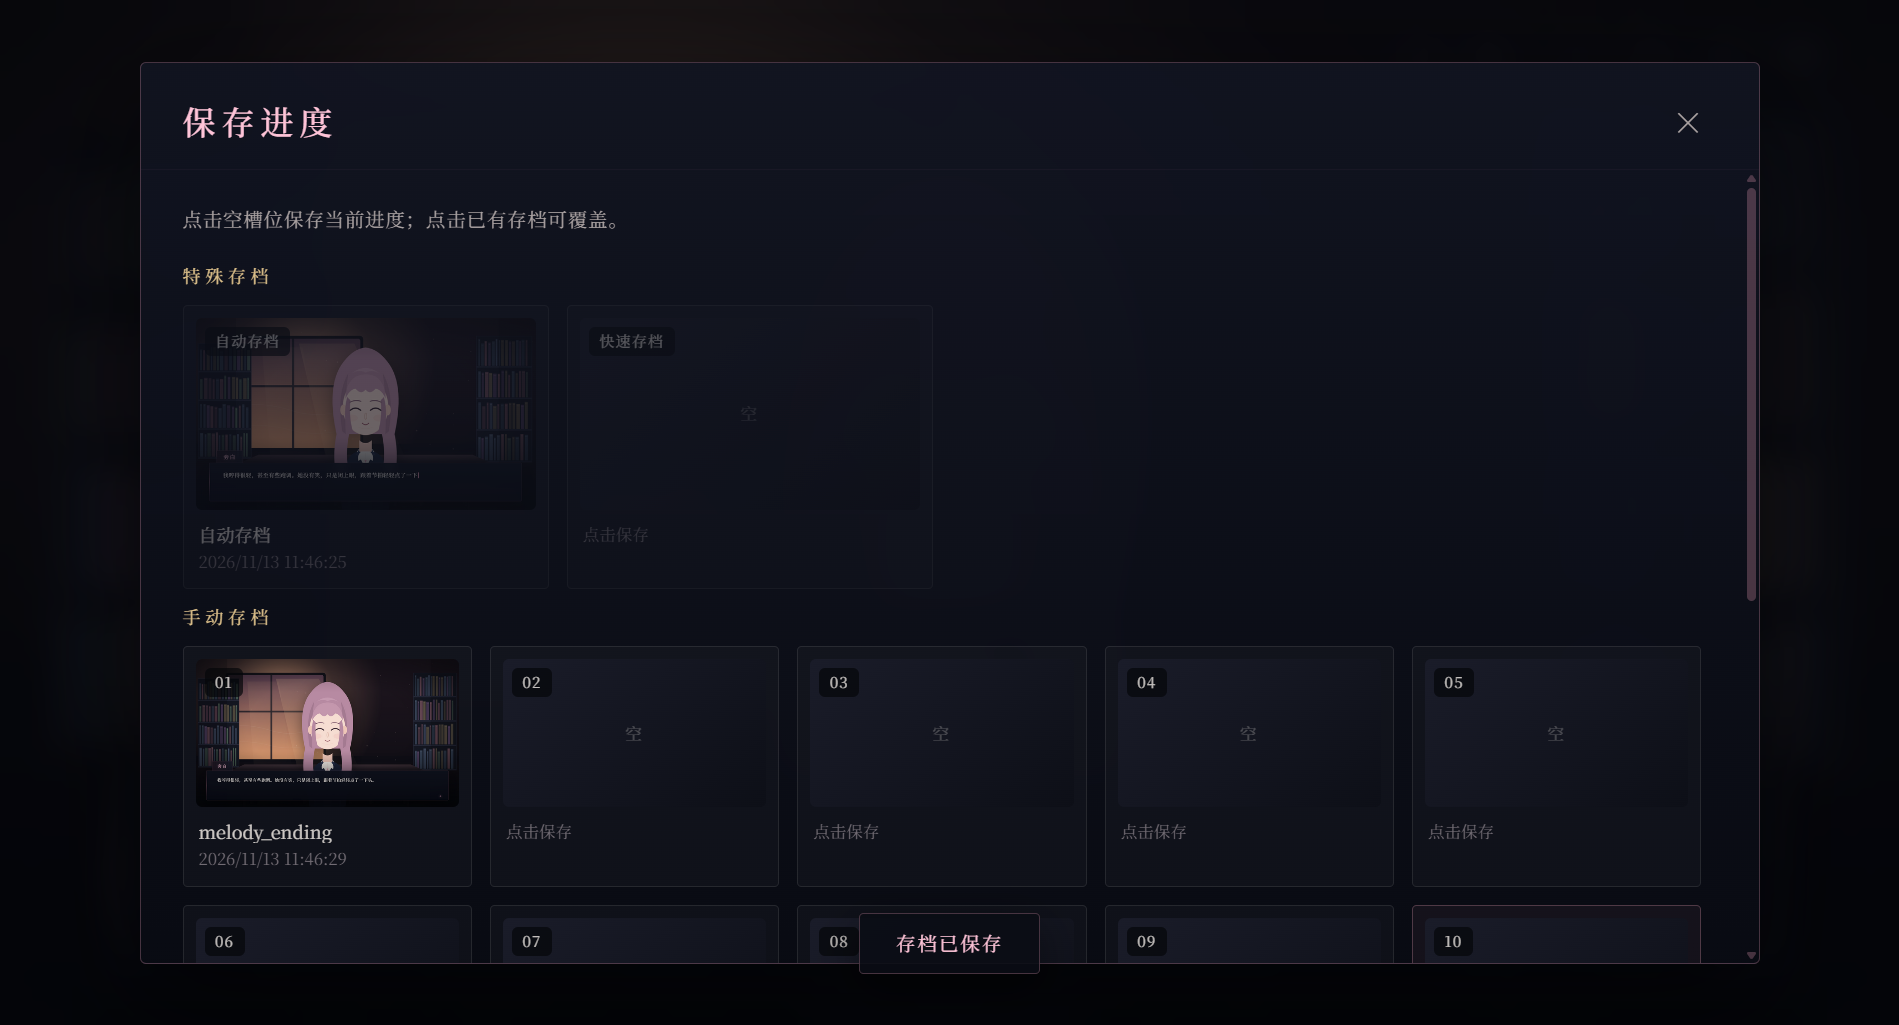 保存进度
点击空槽位保存当前进度；点击已有存档可覆盖。
特殊存档
自动存档
快速存档
空
自动存档
2026/11/13 11:46:25
点击保存
手动存档
01
02
空
03
空
04
空
05
空
melody_ending
2026/11/13 11:46:29
点击保存
点击保存
点击保存
点击保存
06
07
08
09
10
存档已保存